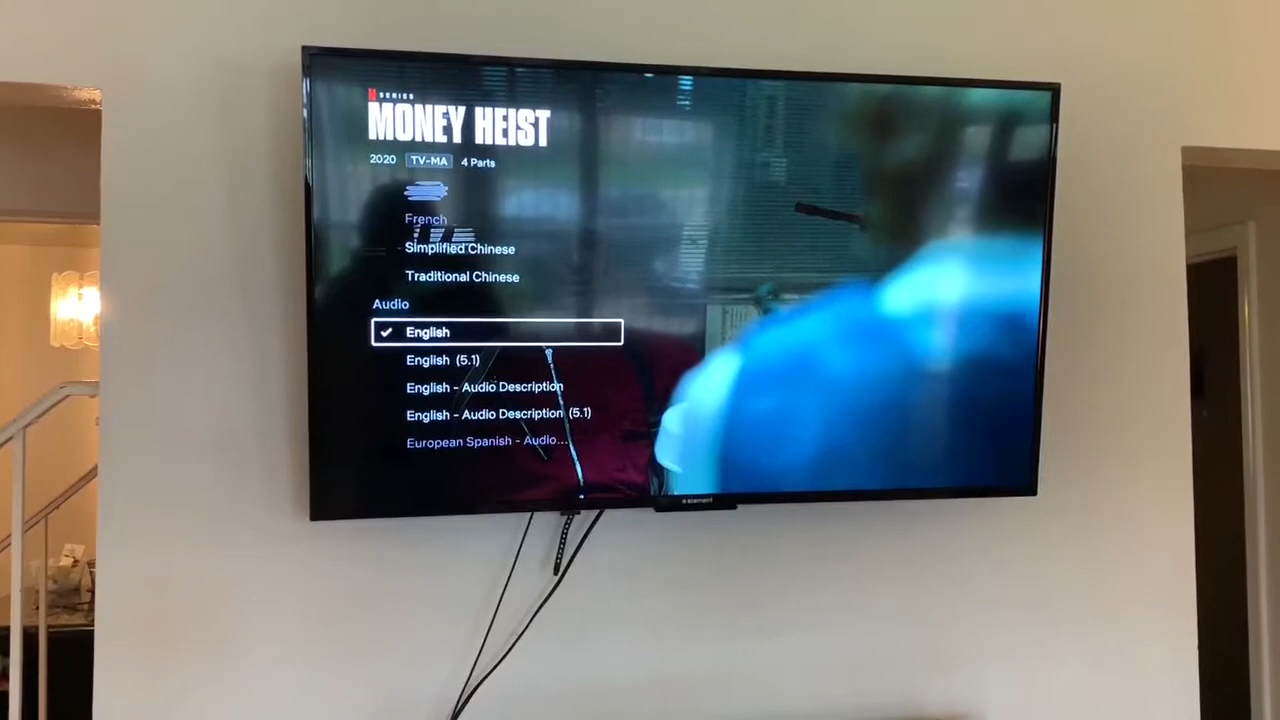 N SERIES
MONEY HEIST
2020 TV-MA 4 Parts
French
Simplified Chinese
Traditional Chinese
Audio
English
English (5.1)
English - Audio Description
English - Audio Description (5.1)
European Spanish - Audio...
element